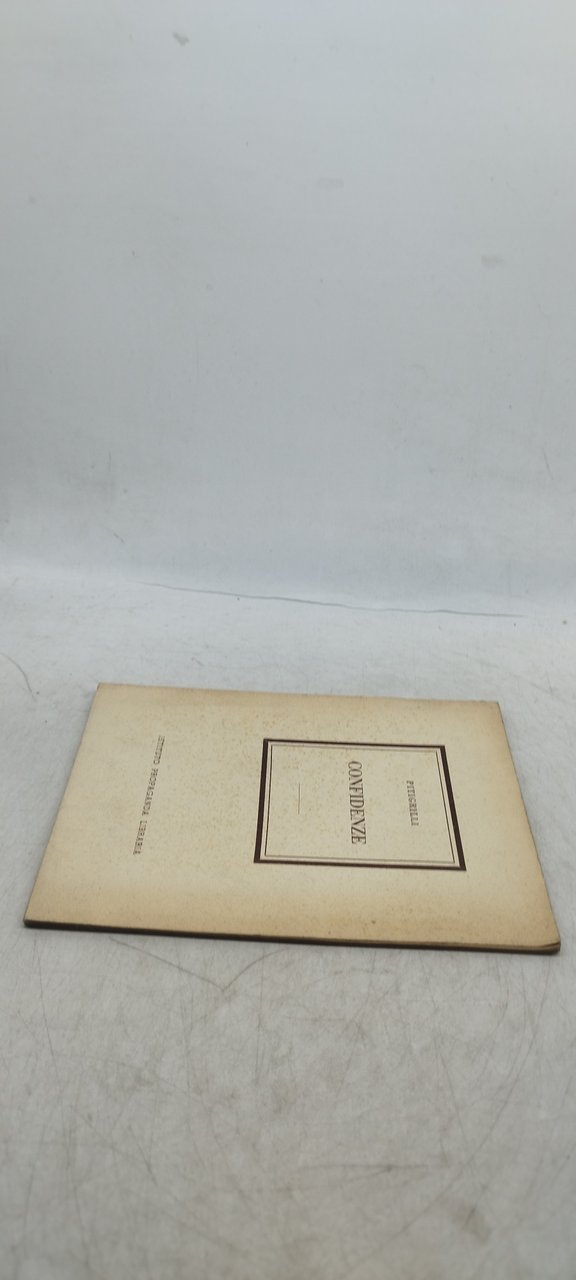 PITIGRILLI
CONFIDENZE
ISTITUTO PROPAGANDA LIBRARIA